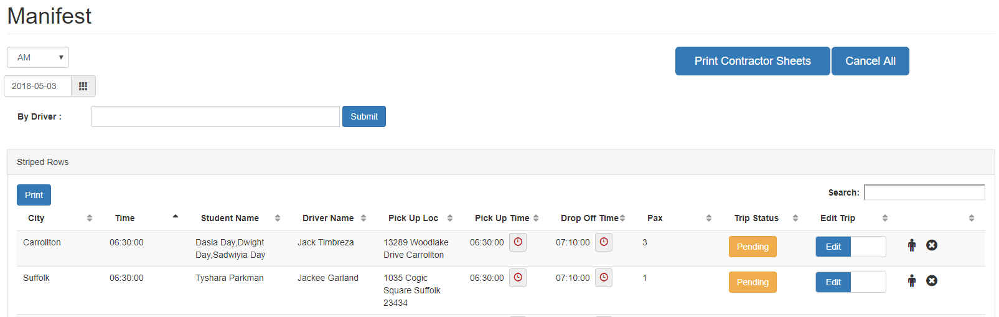 Manifest
AM
Print Contractor Sheets Cancel All
2018-05-03
By Driver : Submit
Striped Rows
Print Search:
City Time Student Name Driver Name Pick Up Loc Pick Up Time Drop Off Time Pax Trip Status Edit Trip
Carrollton 06:30:00 Dasia Day,Dwight Jack Timbreza 13289 Woodlake 06:30:00 07:10:00 3 Pending Edit
Day,Sadwiyia Day Drive Carrollton
Suffolk 06:30:00 Tyshara Parkman Jackee Garland 1035 Cogic 06:30:00 07:10:00 1 Pending Edit
Square Suffolk
23434